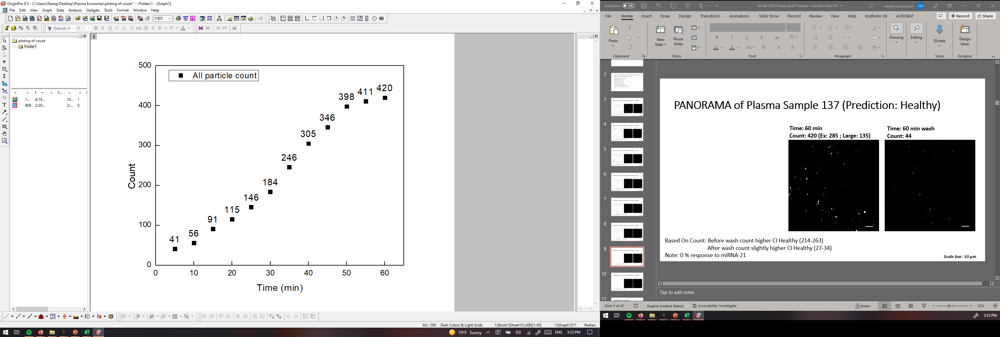 OriginPro 8.5 - C:\Users\Nareg\Desktop\Plasma Exosomes\ploting of count * - /Folder1/ - [Graph1]
File Edit View Graph Data Analysis Gadgets Tools Format Window Help
100%
Default: A 0 B I U
ploting of count
Folder1
1... 4/18... 10... 1
8KB 2/28... 2/... 0
1
All particle count
500
400
300
200
100
0
Count
41
56
91
115
146
184
246
305
346
398
411
420
0 10 20 30 40 50 60
Time (min)
AU : ON Dark Colors & Light Grids 1:[Book1]Sheet1!Col(B)[1:30] 1:[Graph1]1!1 Radian
79°F Sunny ENG 3:23 PM
AutoSave Off 04-04-2022 Breast and Prostate • Saved to this PC nareg ohannesian NO
File Home Insert Draw Design Transitions Animations Slide Show Record Review View Help EndNote X8 ACROBAT Record Share
Paste New Slide Reuse Slides Drawing Editing Dictate Design Ideas
Clipboard Slides Font Paragraph Voice Designer
2
3
4
5
6
7
8
9
10
11
PANORAMA of Plasma Sample 137 (Prediction: Healthy)
Time: 60 min
Count: 420 (Ex: 285 ; Large: 135)
Time: 60 min wash
Count: 44
Based On Count: Before wash count higher CI Healthy (214-263)
After wash count slightly higher CI Healthy (27-34)
Note: 0 % response to miRNA-21
Scale bar: 10 µm
Tap to add notes
Slide 9 of 47 English (United States) Accessibility: Investigate Notes 82%
3:23 PM